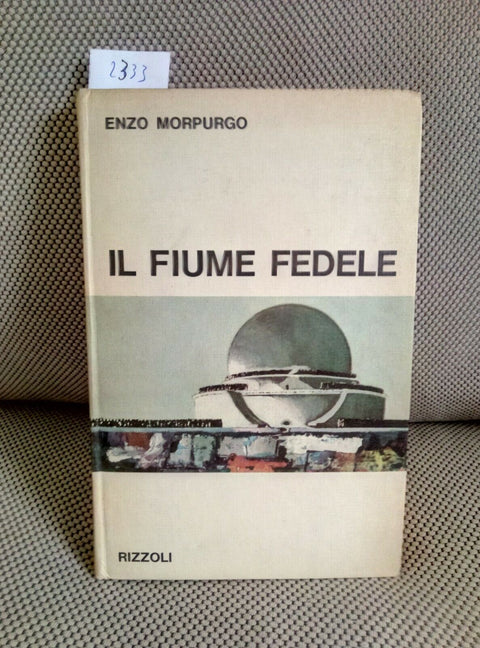 2333
ENZO MORPURGO
IL FIUME FEDELE
RIZZOLI